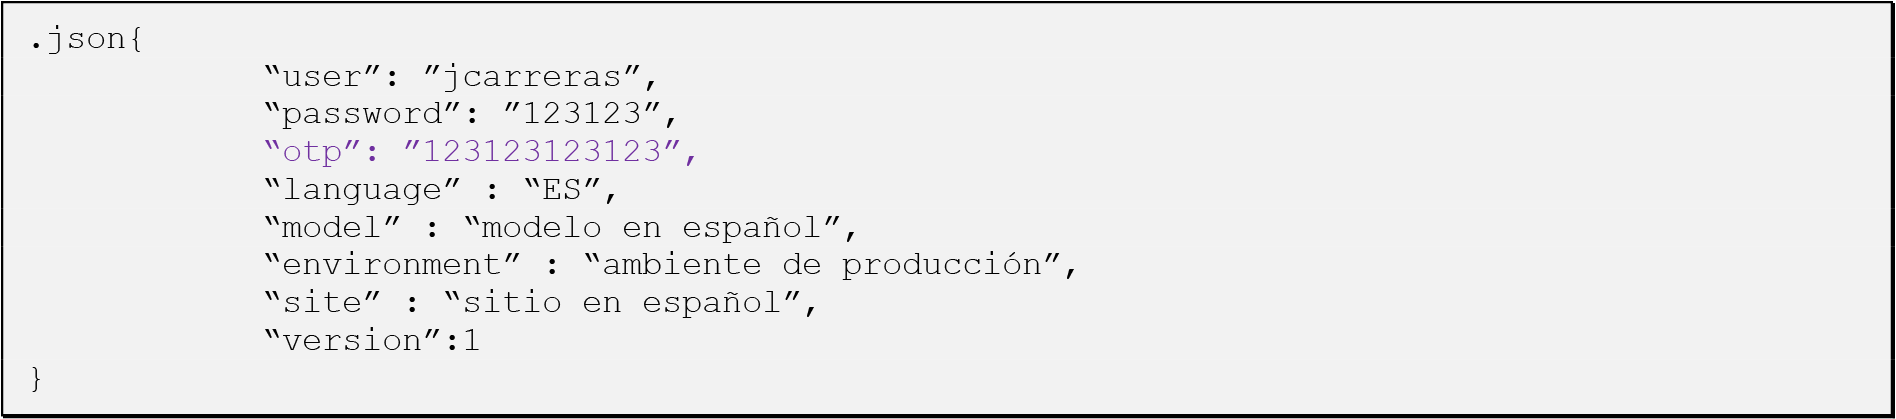 .json{
“user”: ”jcarreras”,
“password”: ”123123”,
“otp”: ”123123123123”,
“language” : “ES”,
“model” : “modelo en español”,
“environment” : “ambiente de producción”,
“site” : “sitio en español”,
“version”:1
}